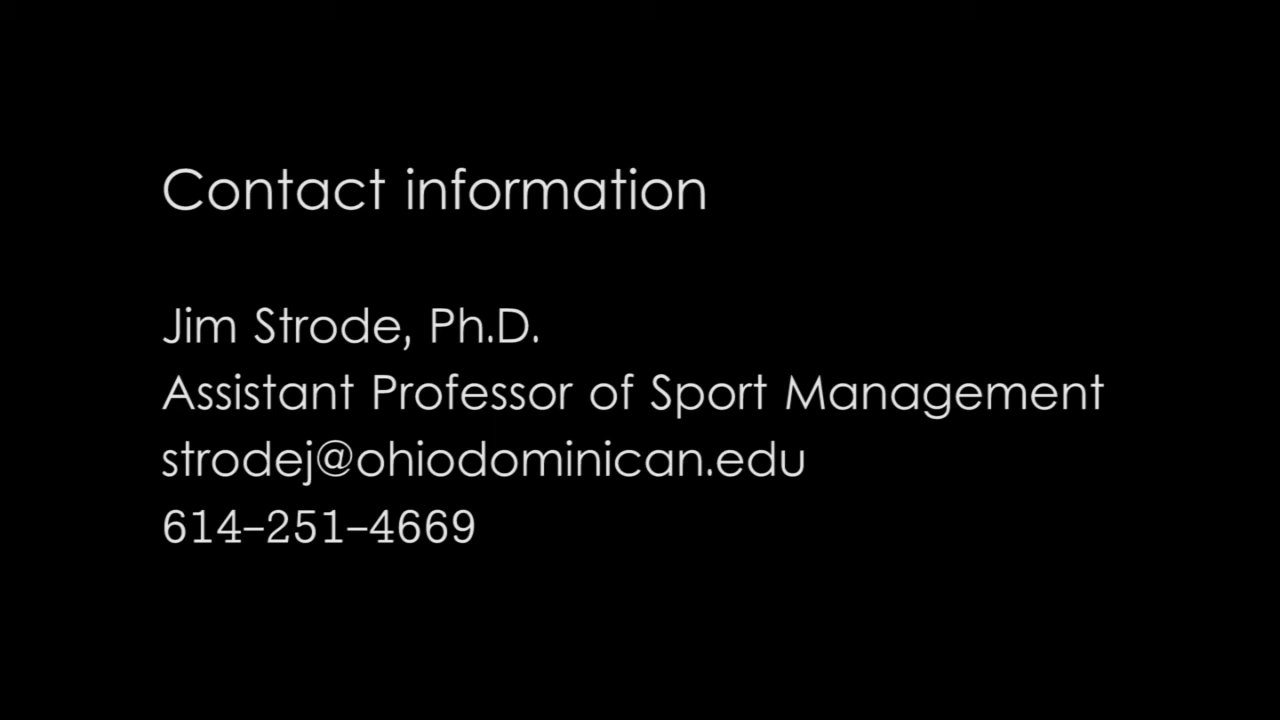 Contact information
Jim Strode, Ph.D.
Assistant Professor of Sport Management
strodej@ohiodominican.edu
614-251-4669